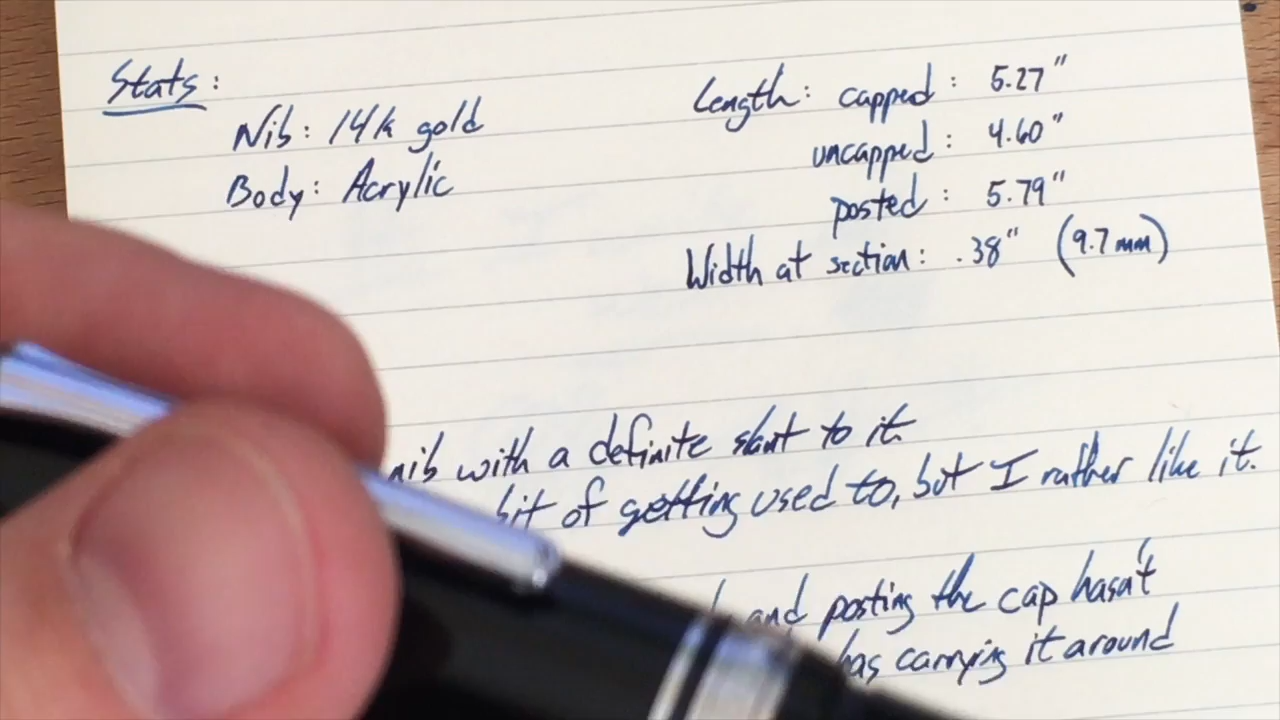 Stats:
Nib: 14k gold
Body: Acrylic
Length: capped: 5.27"
uncapped: 4.60"
posted: 5.79"
Width at section: .38" (9.7mm)
nib with a definite slant to it.
bit of getting used to, but I rather like it.
and posting the cap hasn't
has carrying it around